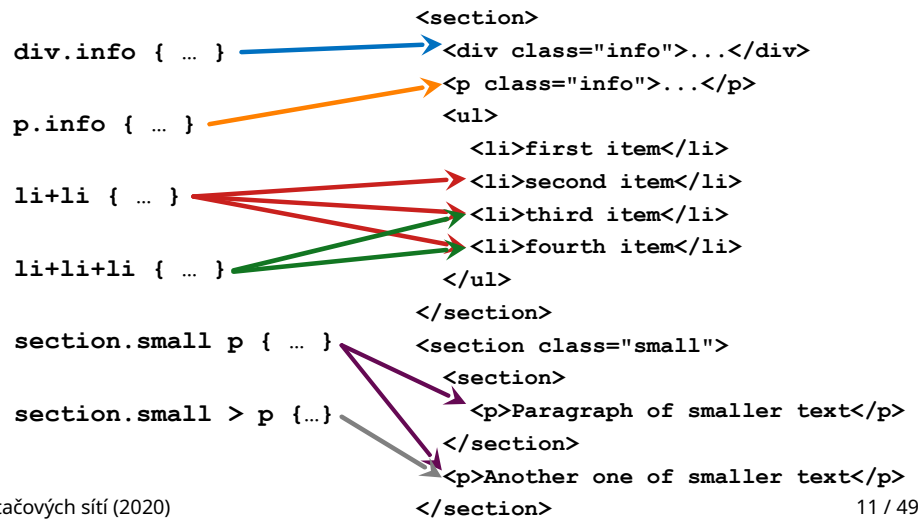 div.info { … }
p.info { … }
li+li { … }
li+li+li { … }
section.small p { … }
section.small > p {…}
<section>
<div class="info">...</div>
<p class="info">...</p>
<ul>
<li>first item</li>
<li>second item</li>
<li>third item</li>
<li>fourth item</li>
</ul>
</section>
<section class="small">
<section>
<p>Paragraph of smaller text</p>
</section>
<p>Another one of smaller text</p>
</section>
tačových sítí (2020)
11 / 49